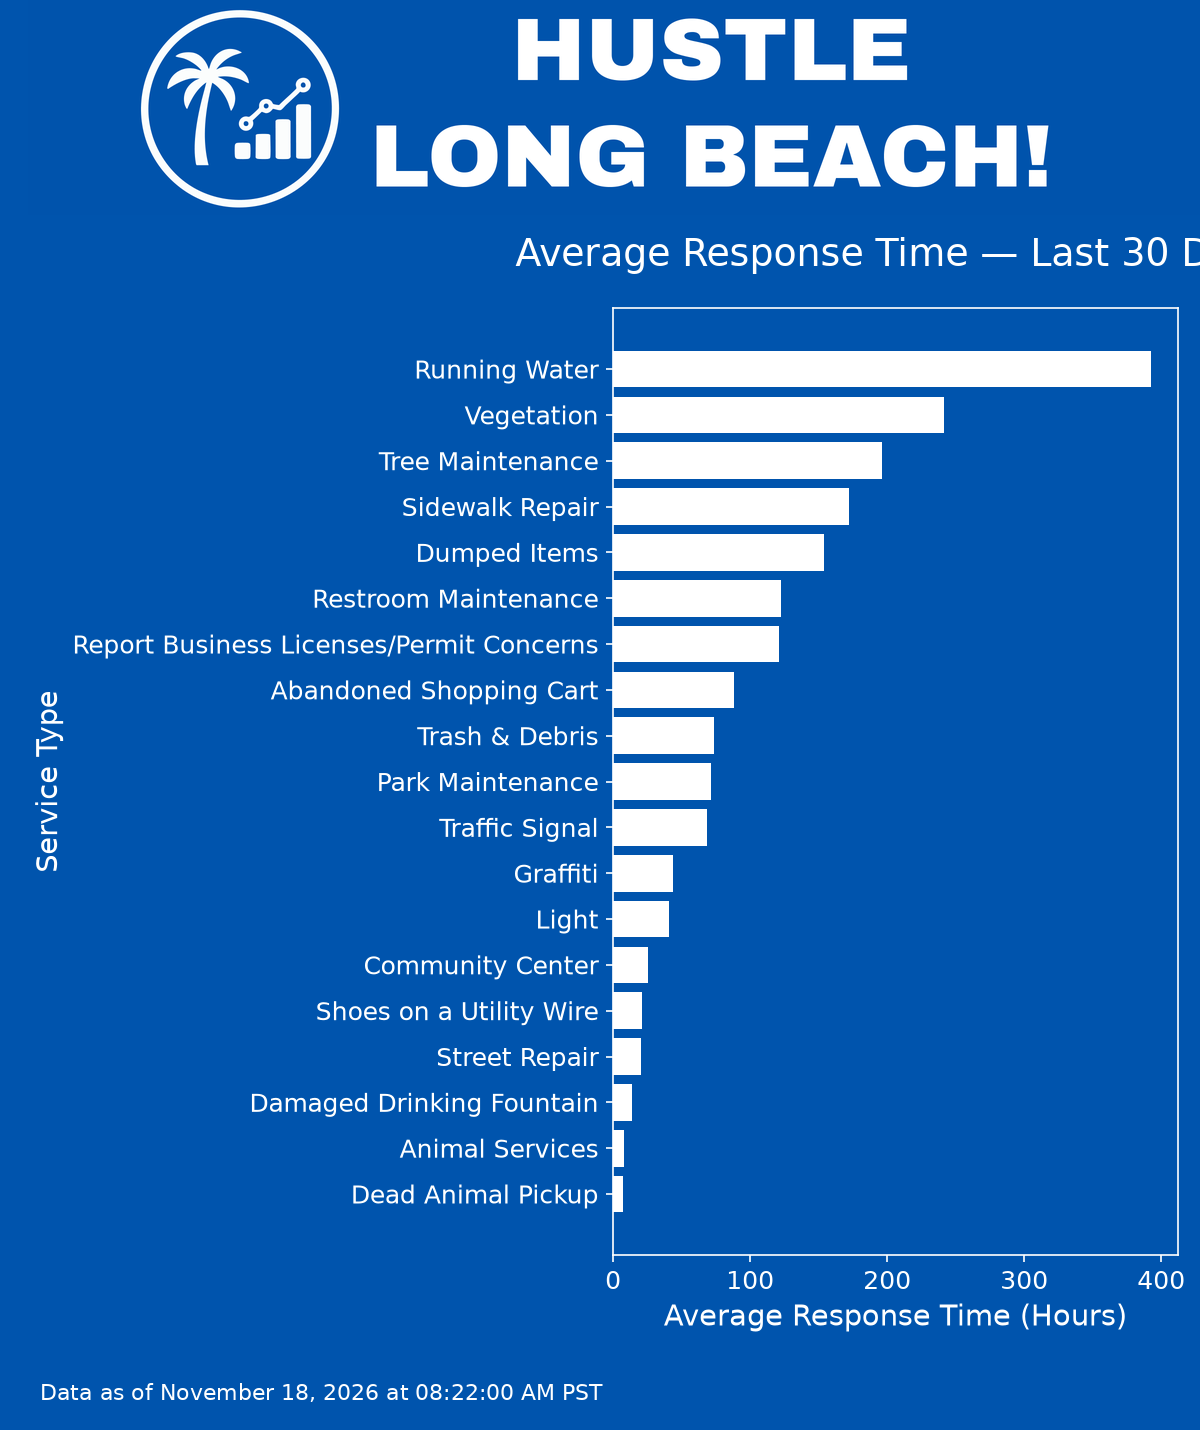 HUSTLE
LONG BEACH!
Average Response Time — Last 30 D
Running Water
Vegetation
Tree Maintenance
Sidewalk Repair
Dumped Items
Restroom Maintenance
Report Business Licenses/Permit Concerns
Abandoned Shopping Cart
Trash & Debris
Park Maintenance
Traffic Signal
Graffiti
Light
Community Center
Shoes on a Utility Wire
Street Repair
Damaged Drinking Fountain
Animal Services
Dead Animal Pickup
Service Type
0 100 200 300 400
Average Response Time (Hours)
Data as of November 18, 2026 at 08:22:00 AM PST